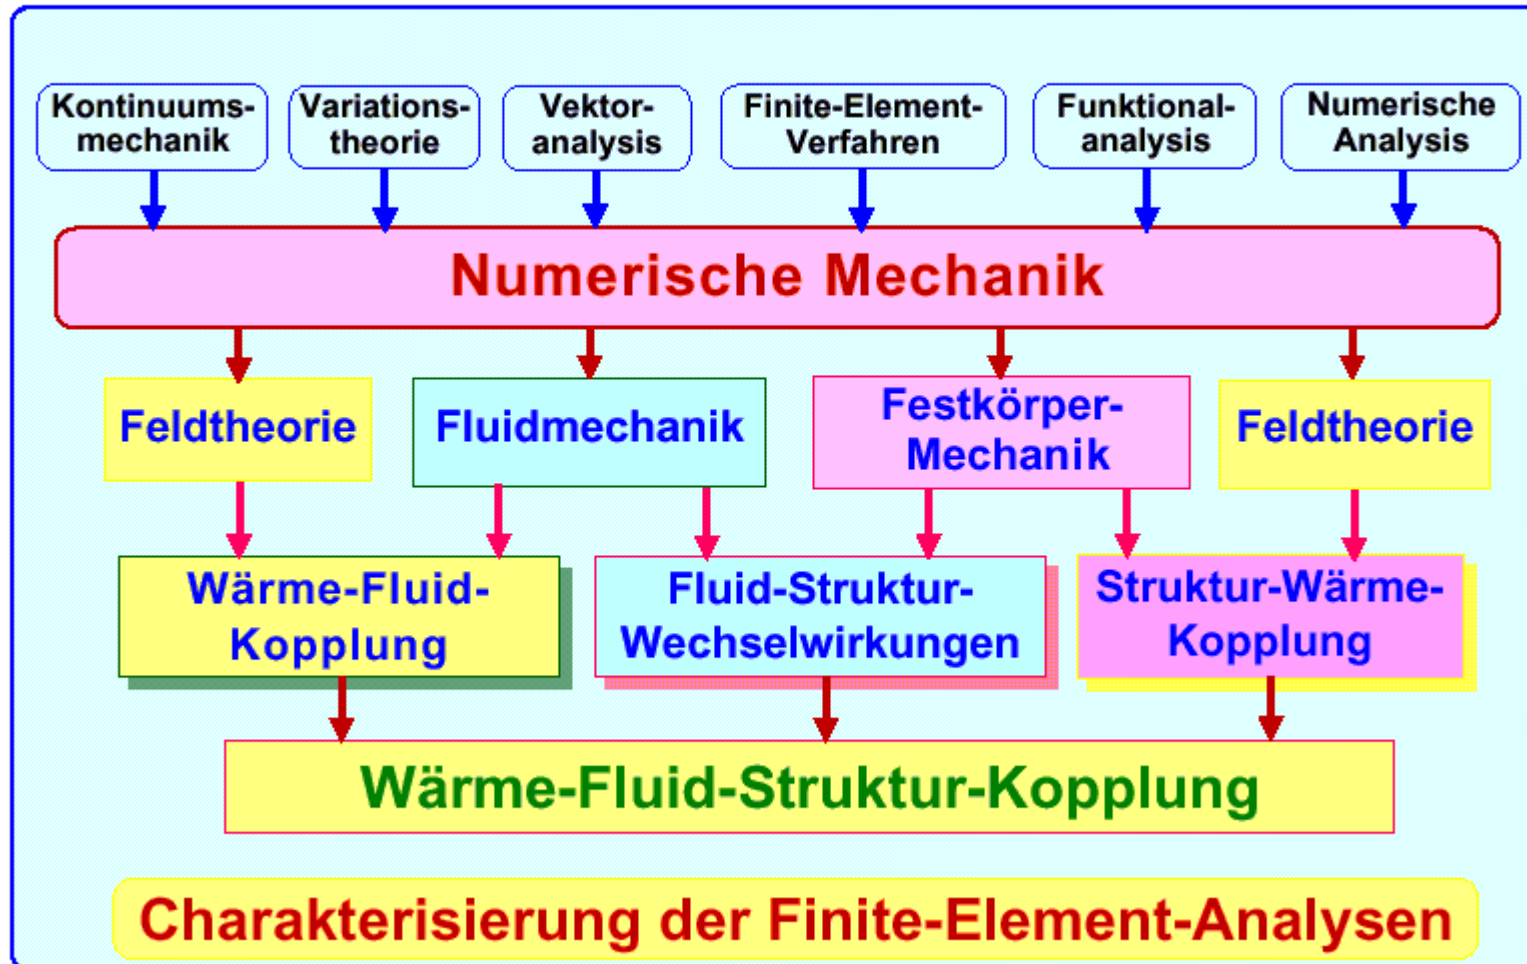 Kontinuums-
mechanik
Variations-
theorie
Vektor-
analysis
Finite-Element-
Verfahren
Funktional-
analysis
Numerische
Analysis
Numerische Mechanik
Feldtheorie
Fluidmechanik
Festkörper-
Mechanik
Feldtheorie
Wärme-Fluid-
Kopplung
Fluid-Struktur-
Wechselwirkungen
Struktur-Wärme-
Kopplung
Wärme-Fluid-Struktur-Kopplung
Charakterisierung der Finite-Element-Analysen